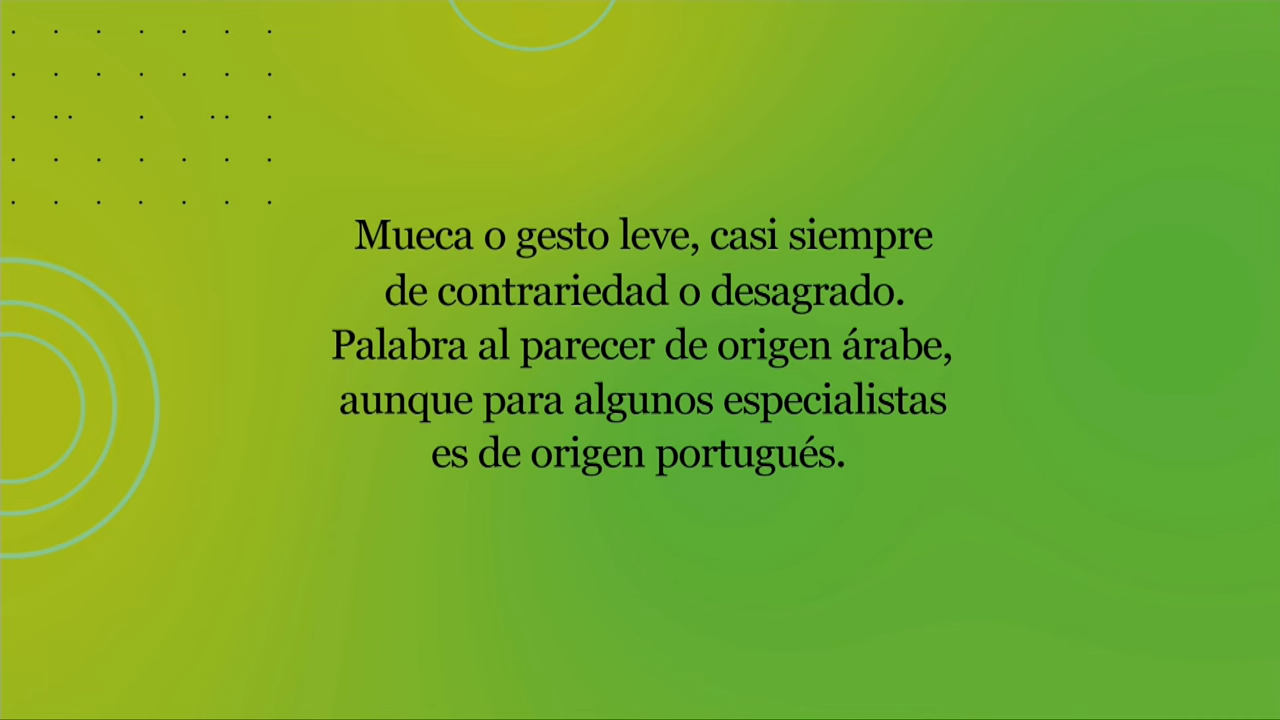 Mueca o gesto leve, casi siempre
de contrariedad o desagrado.
Palabra al parecer de origen árabe,
aunque para algunos especialistas
es de origen portugués.